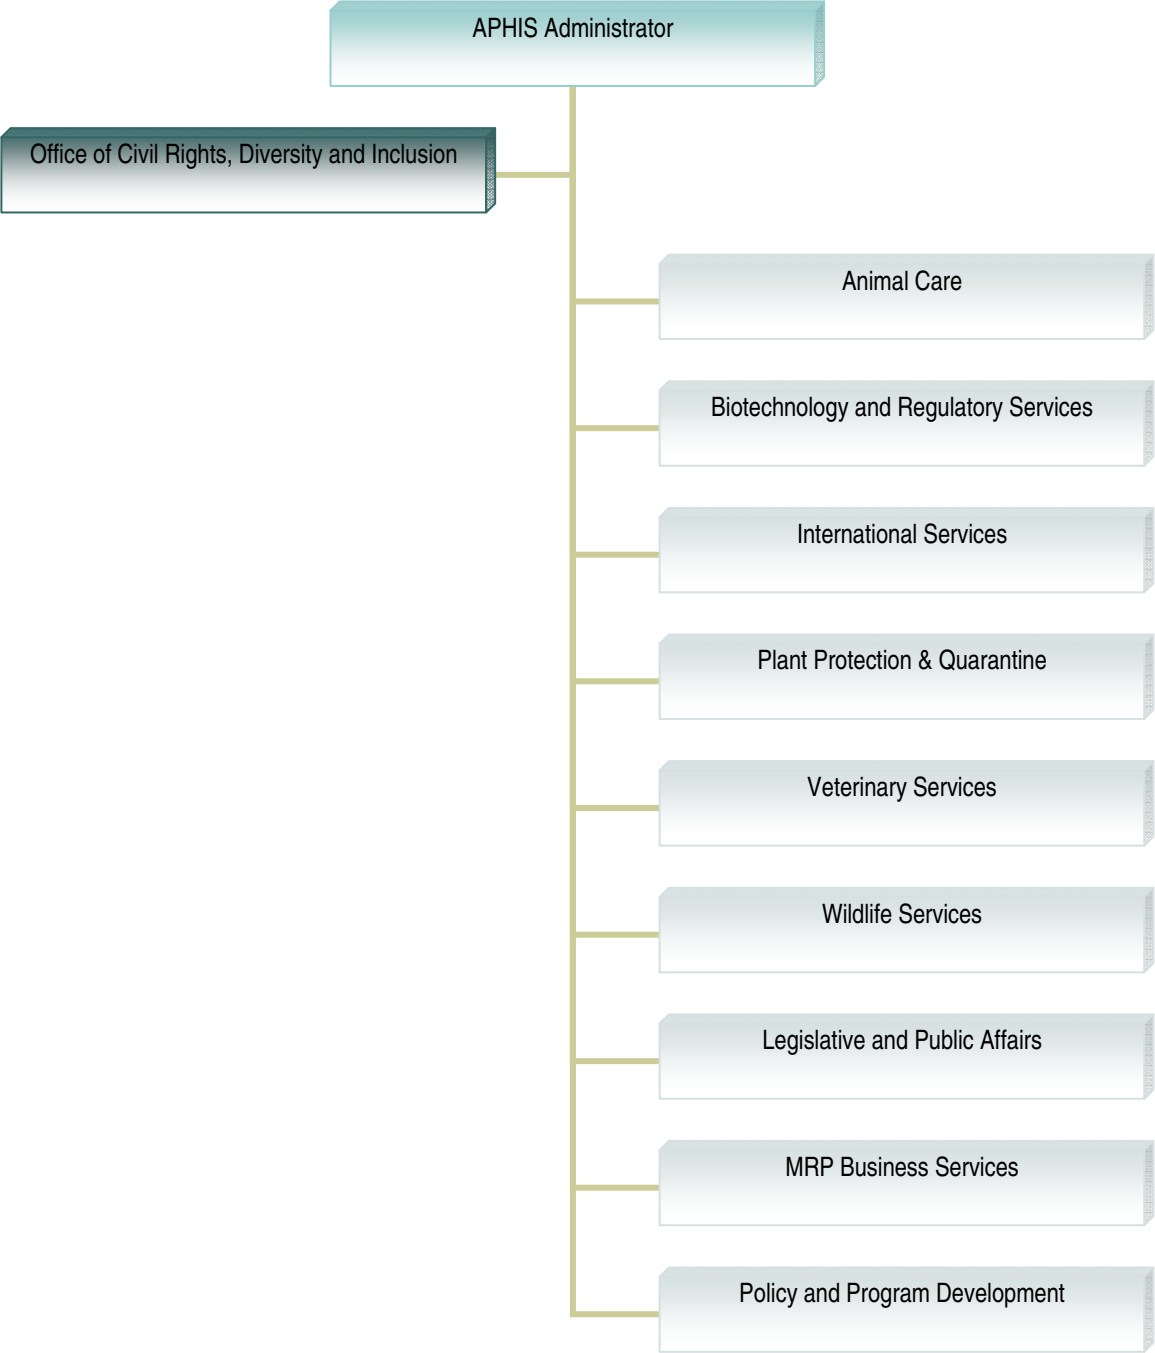 APHIS Administrator
Office of Civil Rights, Diversity and Inclusion
Animal Care
Biotechnology and Regulatory Services
International Services
Plant Protection & Quarantine
Veterinary Services
Wildlife Services
Legislative and Public Affairs
MRP Business Services
Policy and Program Development